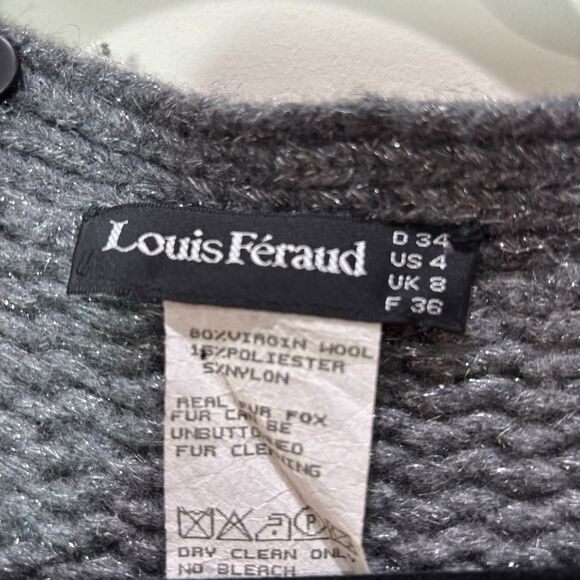 Louis Féraud
D 34
US 4
UK 8
F 36
80%VIRGIN WOOL
15%POLIESTER
5%NYLON
REAL FUR FOX
FUR CAN BE
UNBUTTONED
FUR CLEANING
P
DRY CLEAN ONLY
NO BLEACH